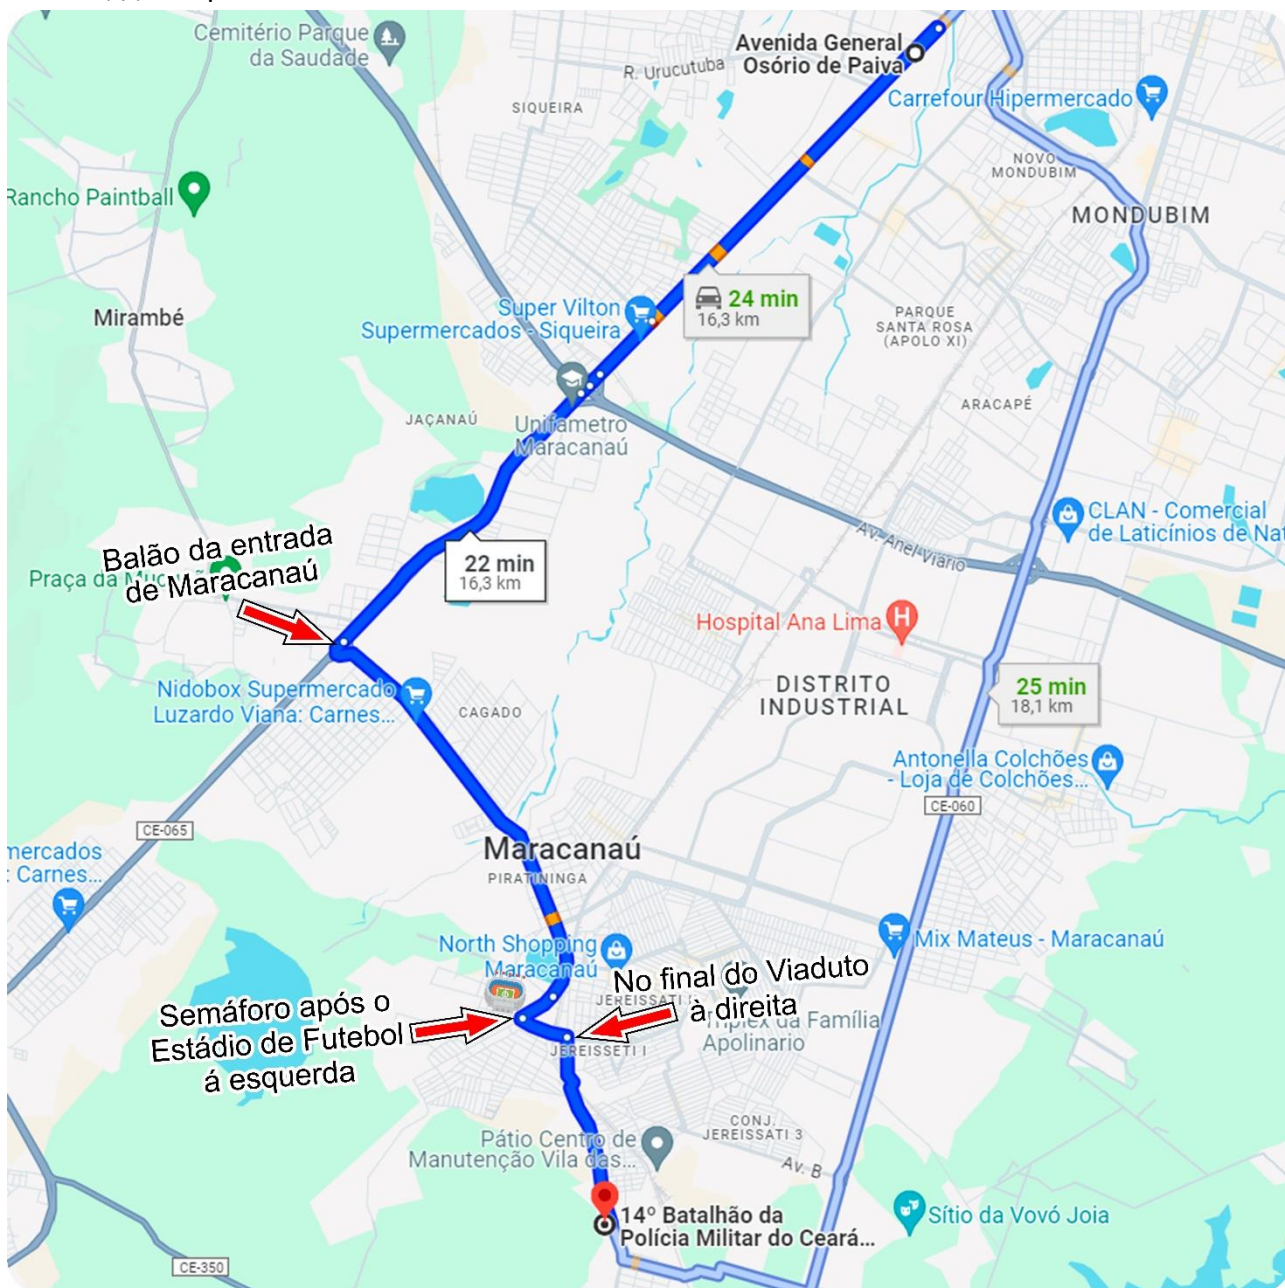 Cemitério Parque
da Saudade
Avenida General
Osório de Paiva
R. Urucutuba
Carrefour Hipermercado
SIQUEIRA
NOVO
MONDUBIM
Rancho Paintball
MONDUBIM
Super Vilton
Supermercados - Siqueira
24 min
16,3 km
Mirambé
PARQUE
SANTA ROSA
(APOLO XI)
ARACAPÉ
JAÇANAÚ
Unifametro
Maracanaú
CLAN - Comercial
de Laticínios de Nat
Av. Anel Viário
Balão da entrada
de Maracanaú
Praça da
22 min
16,3 km
Hospital Ana Lima
H
DISTRITO
INDUSTRIAL
25 min
18,1 km
Nidobox Supermercado
Luzardo Viana: Carnes...
CAGADO
Antonella Colchões
- Loja de Colchões...
CE-060
CE-065
mercados
: Carnes...
Maracanaú
PIRATININGA
North Shopping
Maracanaú
Mix Mateus - Maracanaú
No final do Viaduto
à direita
JEREISSATI
Semáforo após o
Estádio de Futebol
á esquerda
da Família
Apolinario
JEREISSETI I
CONJ.
JEREISSATI 3
Pátio Centro de
Manutenção Vila das...
Av. B
14º Batalhão da
Polícia Militar do Ceará...
Sítio da Vovó Joia
CE-350